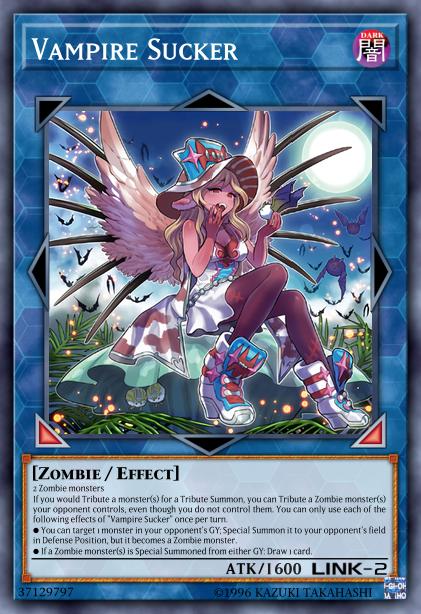 VAMPIRE SUCKER
DARK
闇
[ZOMBIE / EFFECT]
2 Zombie monsters
If you would Tribute a monster(s) for a Tribute Summon, you can Tribute a Zombie monster(s)
your opponent controls, even though you do not control them. You can only use each of the
following effects of "Vampire Sucker" once per turn.
● You can target 1 monster in your opponent's GY; Special Summon it to your opponent's field
in Defense Position, but it becomes a Zombie monster.
● If a Zombie monster(s) is Special Summoned from either GY: Draw 1 card.
ATK/1600 LINK-2
37129797 ©1996 KAZUKI TAKAHASHI